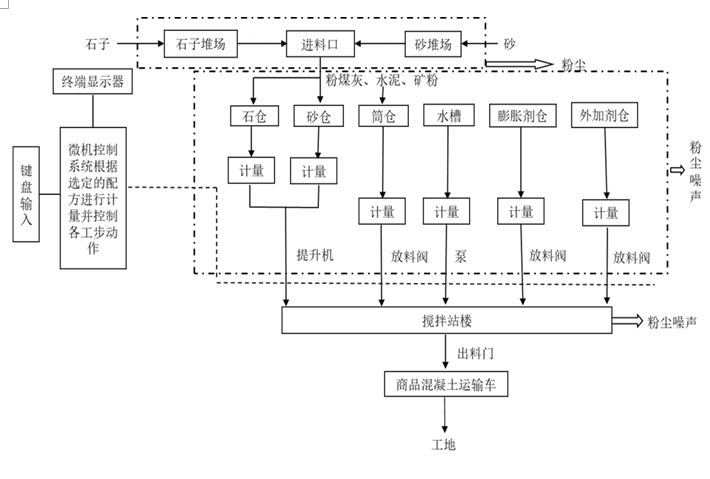 石子
石子堆场
进料口
砂堆场
砂
粉尘
终端显示器
粉煤灰、水泥、矿粉
石仓
砂仓
筒仓
水槽
膨胀剂仓
外加剂仓
粉尘噪声
键盘输入
微机控制
系统根据
选定的配
方进行计
量并控制
各工步动
作
计量
计量
计量
计量
计量
计量
提升机
放料阀
泵
放料阀
放料阀
搅拌站楼
粉尘噪声
出料门
商品混凝土运输车
工地